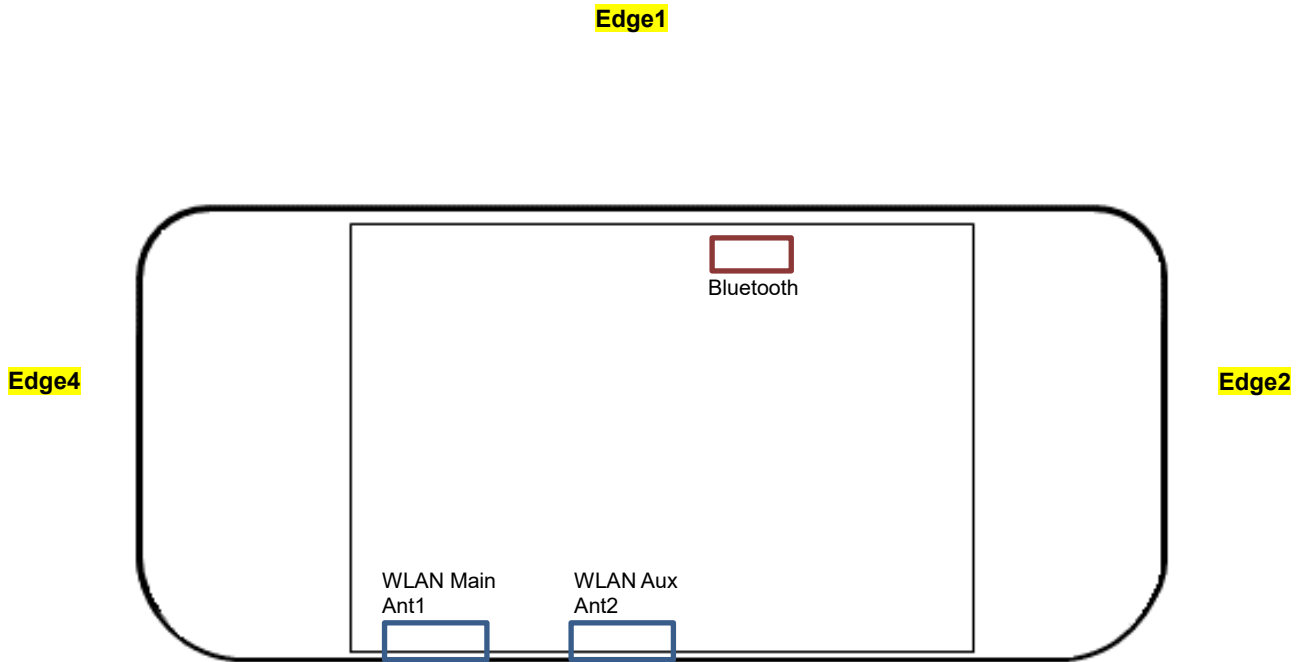 Edge1
Bluetooth
Edge4
Edge2
WLAN Main
Ant1
WLAN Aux
Ant2